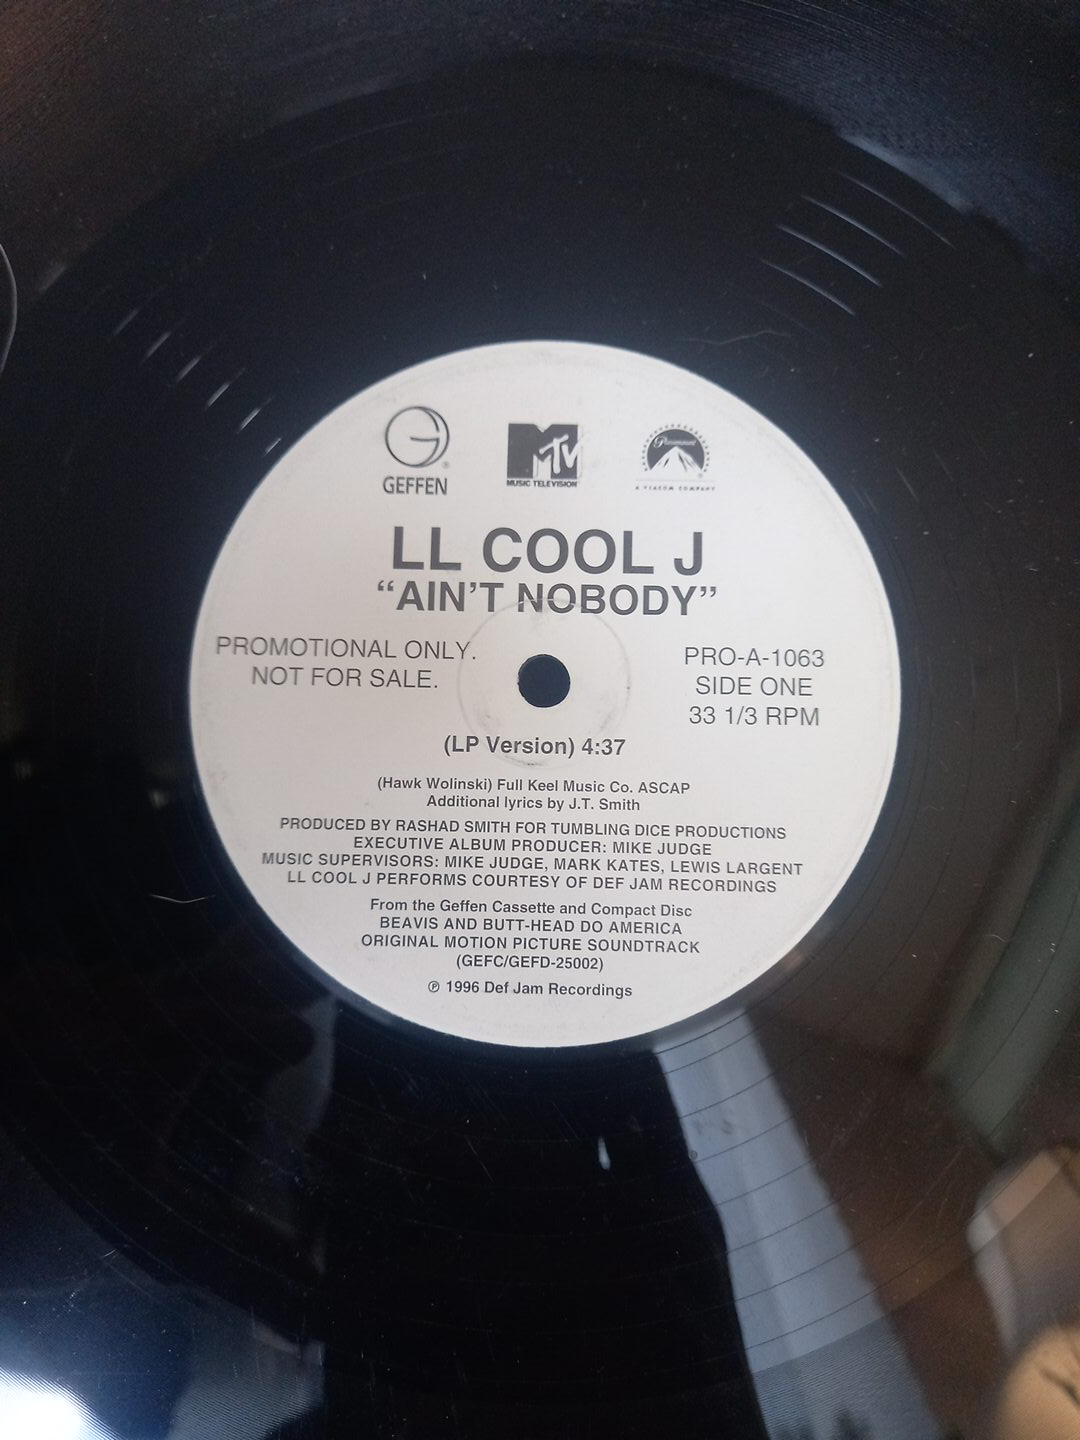 GEFFEN
MTV
MUSIC TELEVISION
Paramount
A VIACOM COMPANY
LL COOL J
“AIN’T NOBODY”
PROMOTIONAL ONLY.
NOT FOR SALE.
PRO-A-1063
SIDE ONE
33 1/3 RPM
(LP Version) 4:37
(Hawk Wolinski) Full Keel Music Co. ASCAP
Additional lyrics by J.T. Smith
PRODUCED BY RASHAD SMITH FOR TUMBLING DICE PRODUCTIONS
EXECUTIVE ALBUM PRODUCER: MIKE JUDGE
MUSIC SUPERVISORS: MIKE JUDGE, MARK KATES, LEWIS LARGENT
LL COOL J PERFORMS COURTESY OF DEF JAM RECORDINGS
From the Geffen Cassette and Compact Disc
BEAVIS AND BUTT-HEAD DO AMERICA
ORIGINAL MOTION PICTURE SOUNDTRACK
(GEFC/GEFD-25002)
℗ 1996 Def Jam Recordings